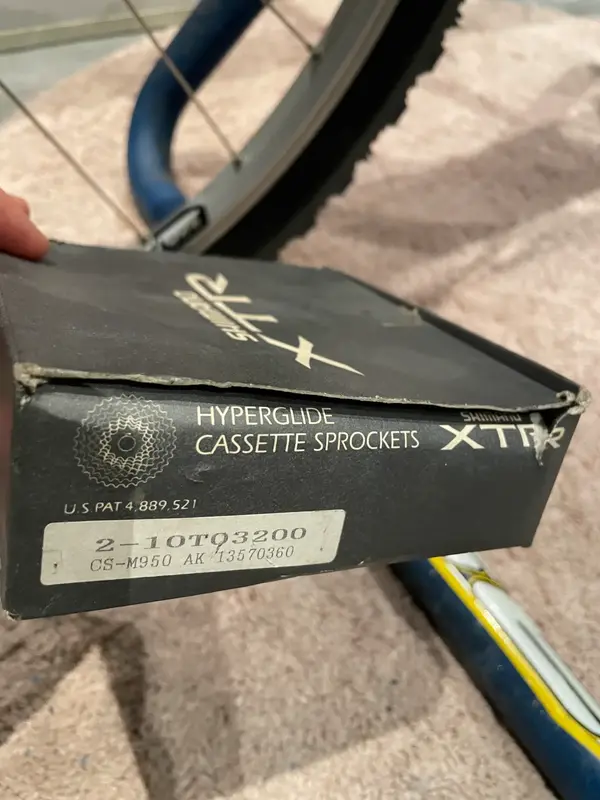 SHIMANO
XTR
HYPERGLIDE
CASSETTE SPROCKETS
SHIMANO
XTR
U.S PAT 4,889,521
2-10TQ3200
CS-M950 AK 13570360